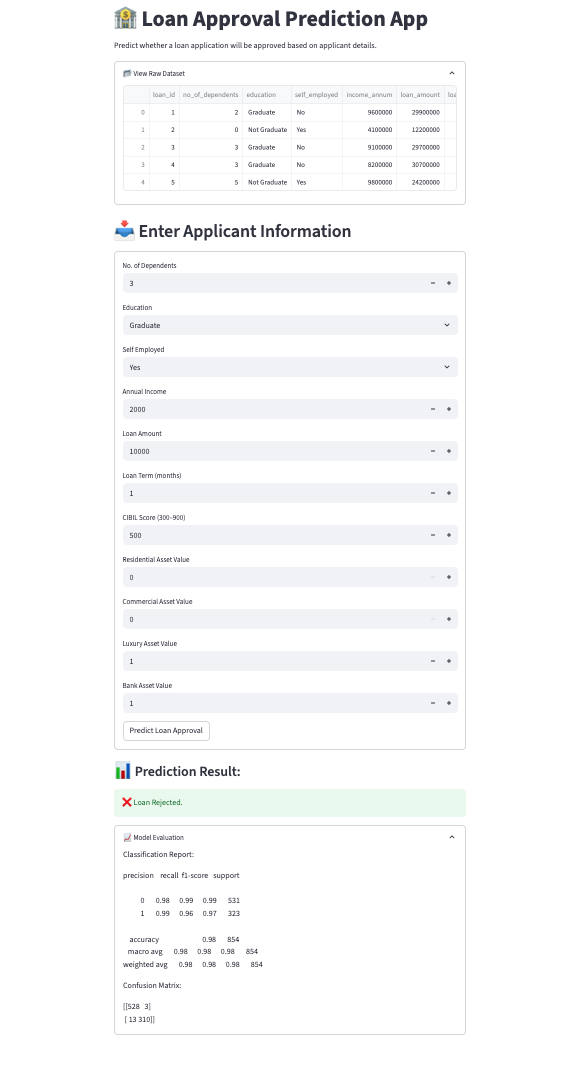 Loan Approval Prediction App
Predict whether a loan application will be approved based on applicant details.
View Raw Dataset
loan_id no_of_dependents education self_employed income_annum loan_amount loa
0 1 2 Graduate No 9600000 29900000
1 2 0 Not Graduate Yes 4100000 12200000
2 3 3 Graduate No 9100000 29700000
3 4 3 Graduate No 8200000 30700000
4 5 5 Not Graduate Yes 9800000 24200000
Enter Applicant Information
No. of Dependents
3
Education
Graduate
Self Employed
Yes
Annual Income
2000
Loan Amount
10000
Loan Term (months)
1
CIBIL Score (300–900)
500
Residential Asset Value
0
Commercial Asset Value
0
Luxury Asset Value
1
Bank Asset Value
1
Predict Loan Approval
Prediction Result:
❌ Loan Rejected.
Model Evaluation
Classification Report:
precision recall f1-score support
0 0.98 0.99 0.99 531
1 0.99 0.96 0.97 323
accuracy 0.98 854
macro avg 0.98 0.98 0.98 854
weighted avg 0.98 0.98 0.98 854
Confusion Matrix:
[[528 3]
[ 13 310]]